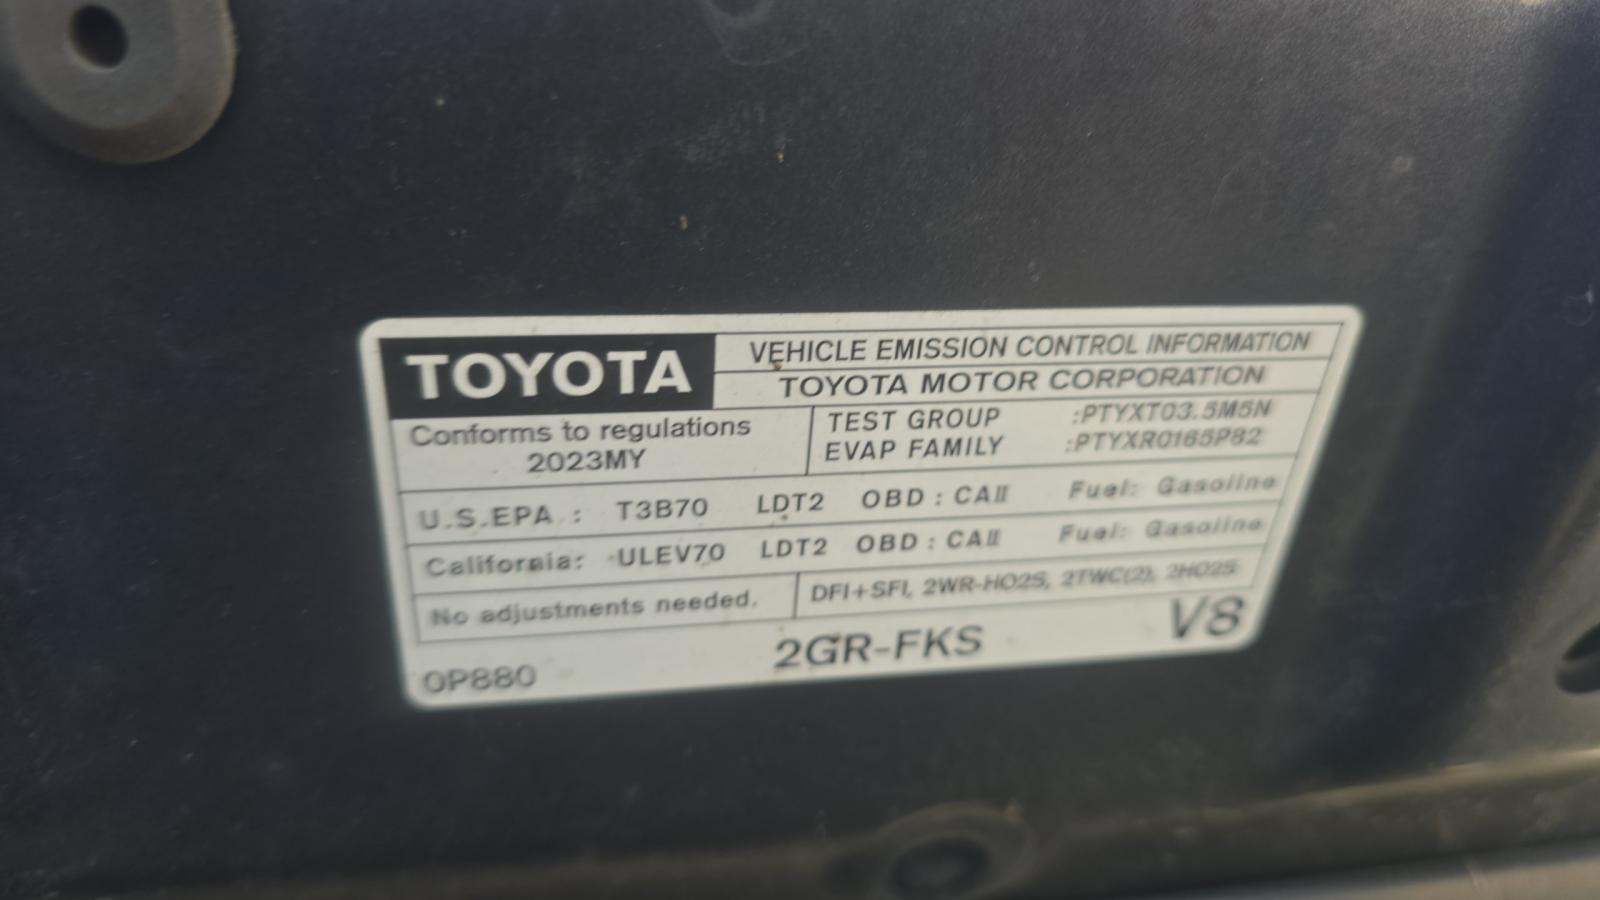 TOYOTA
VEHICLE EMISSION CONTROL INFORMATION
TOYOTA MOTOR CORPORATION
Conforms to regulations
2023MY
TEST GROUP :PTYXT03.5M5N
EVAP FAMILY :PTYXR0165P82
U.S.EPA : T3B70 LDT2 OBD : CAII Fuel: Gasoline
California: ULEV70 LDT2 OBD : CAII Fuel: Gasoline
No adjustments needed.
DFI+SFI, 2WR-HO2S, 2TWC(2), 2HO2S
0P880
2GR-FKS
V8